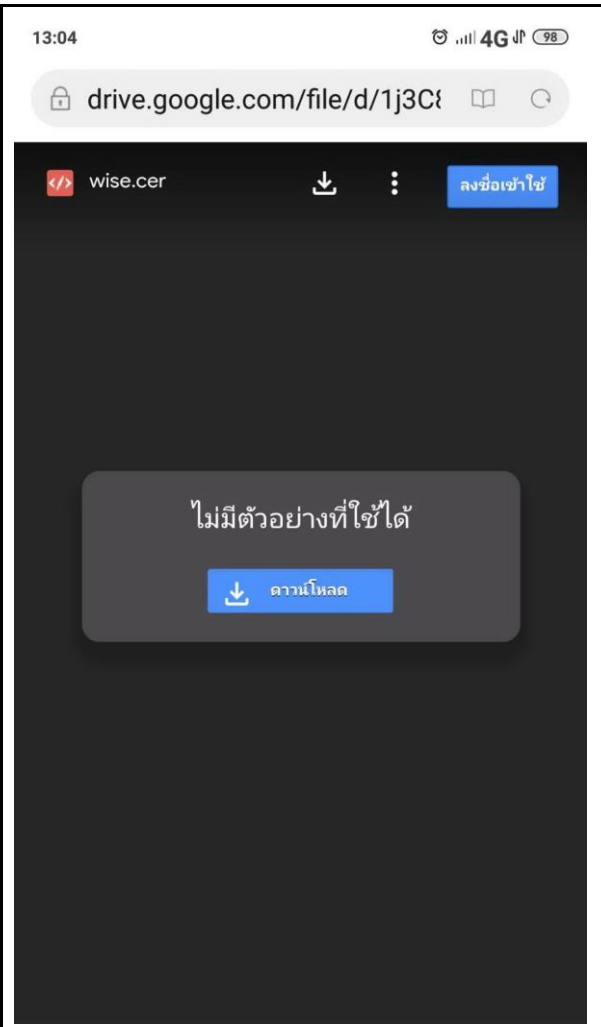 13:04 4G 98
drive.google.com/file/d/1j3C8
</> wise.cer ลงชื่อเข้าใช้
ไม่มีตัวอย่างที่ใช้ได้
ดาวน์โหลด